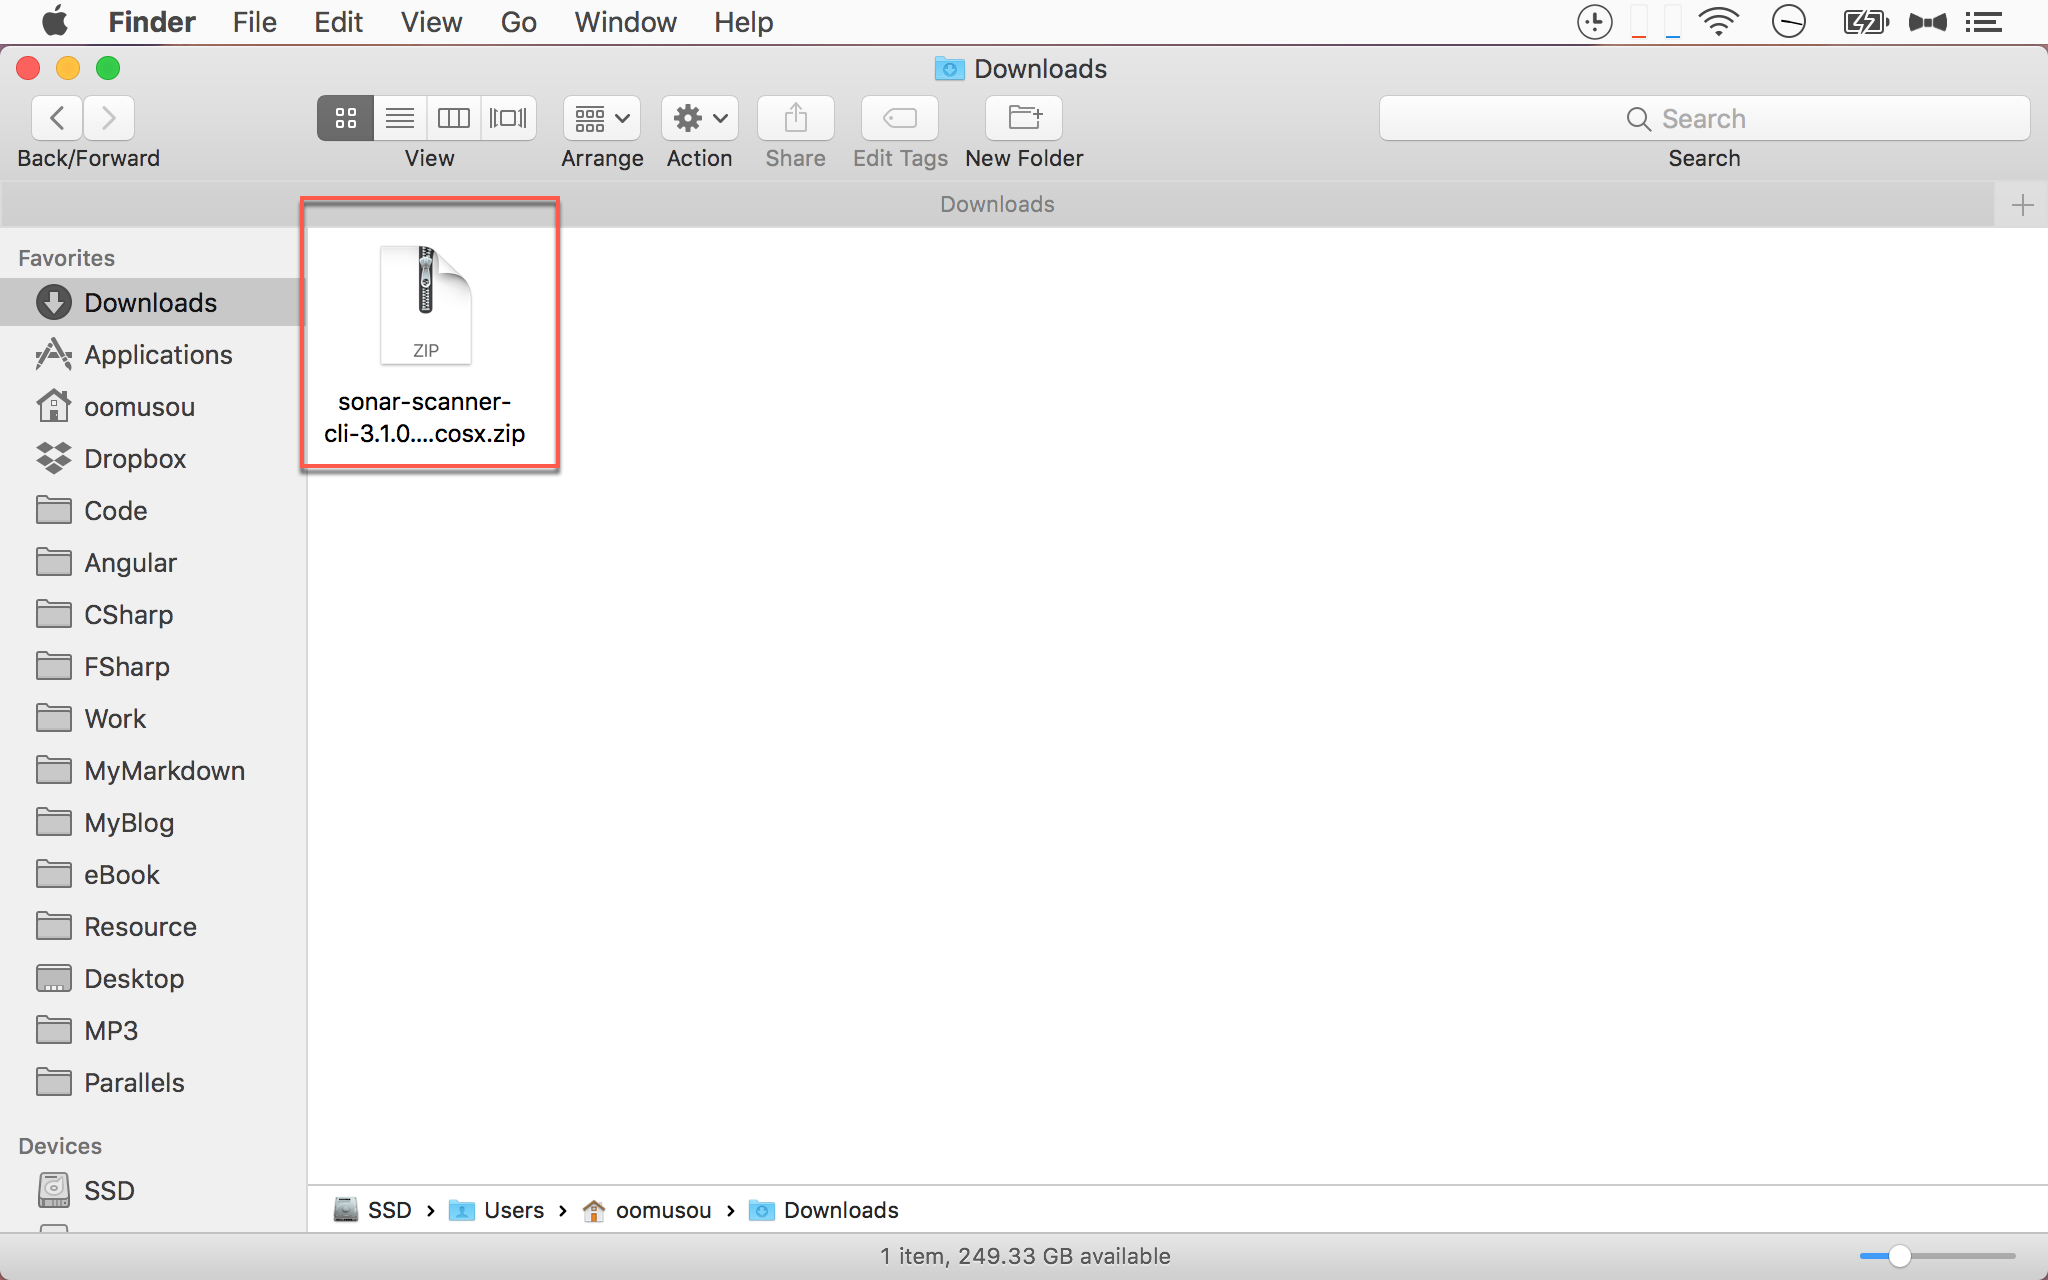 Finder File Edit View Go Window Help
Downloads
Search
Back/Forward View Arrange Action Share Edit Tags New Folder Search
Downloads
Favorites
Downloads
Applications
oomusou
Dropbox
Code
Angular
CSharp
FSharp
Work
MyMarkdown
MyBlog
eBook
Resource
Desktop
MP3
Parallels
Devices
SSD
ZIP
sonar-scanner-
cli-3.1.0....cosx.zip
SSD › Users › oomusou › Downloads
1 item, 249.33 GB available